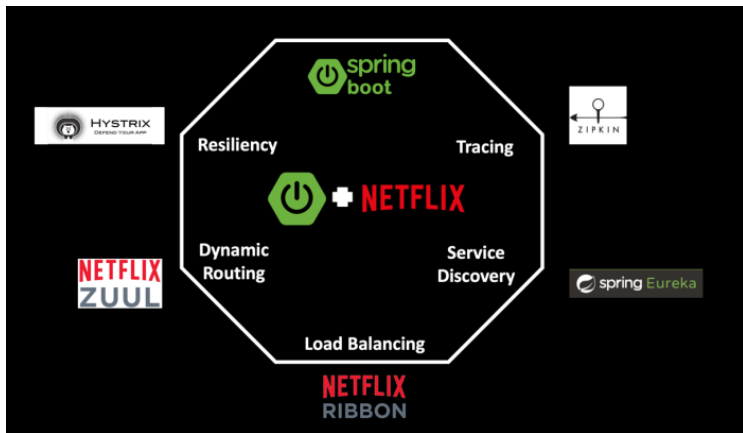 spring
boot
HYSTRIX
DEFEND YOUR APP
ZIPKIN
Resiliency
Tracing
NETFLIX
Dynamic
Routing
Service
Discovery
NETFLIX
ZUUL
spring Eureka
Load Balancing
NETFLIX
RIBBON